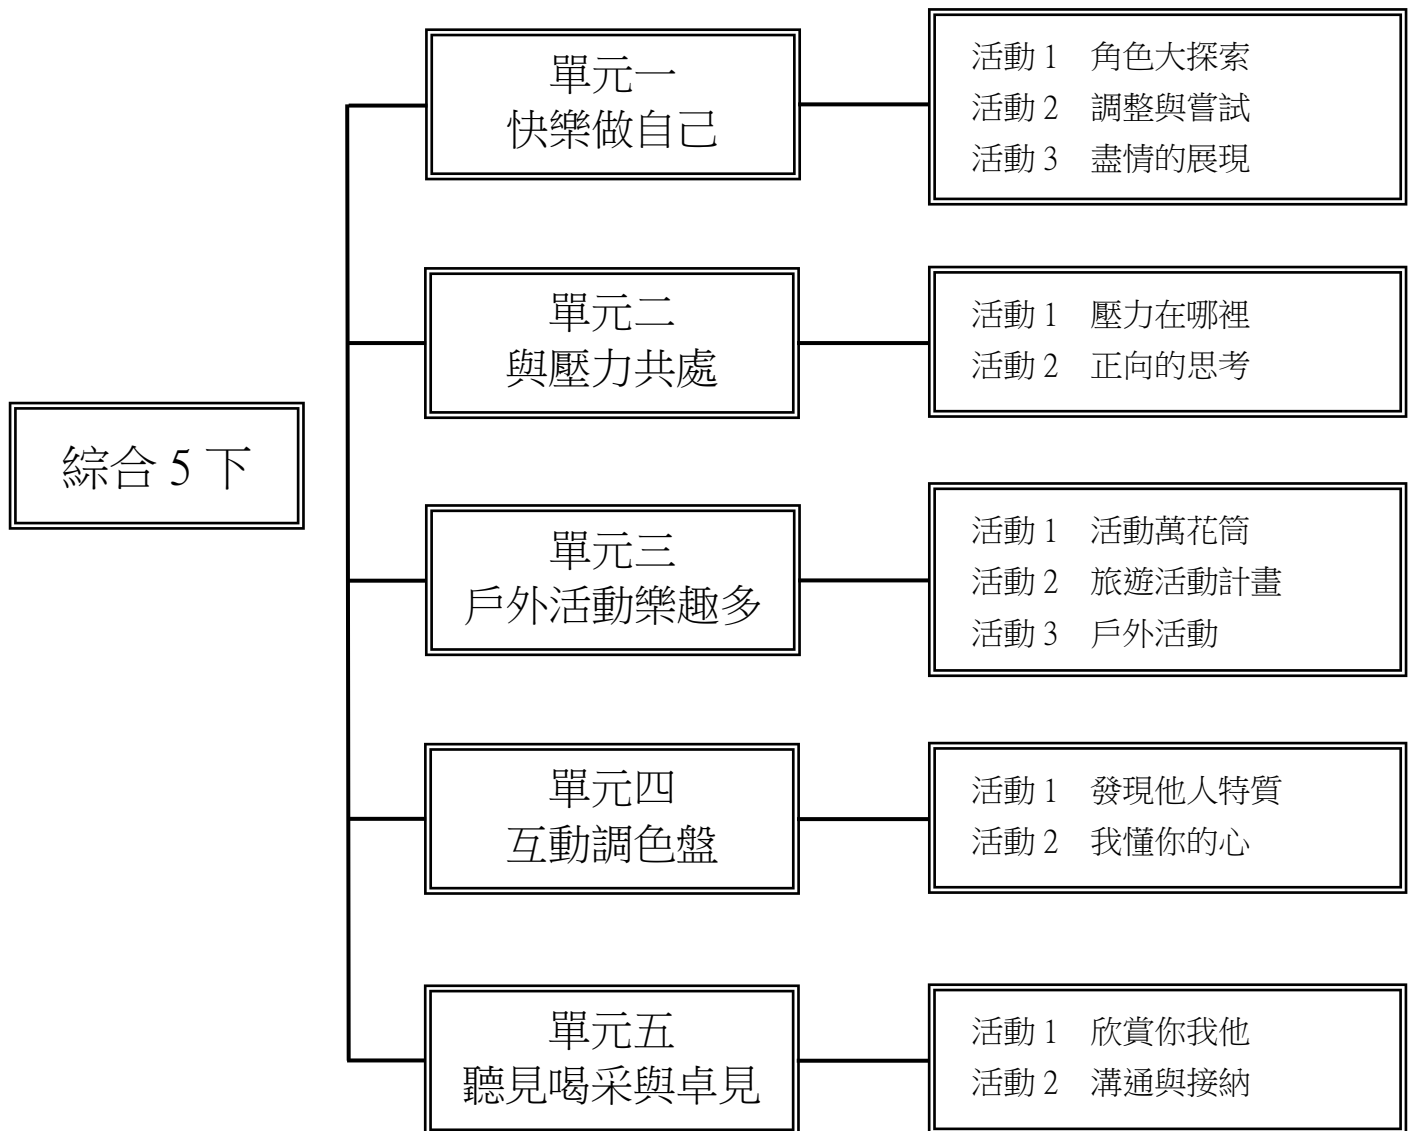 綜合 5 下
單元一
快樂做自己
活動 1 角色大探索
活動 2 調整與嘗試
活動 3 盡情的展現
單元二
與壓力共處
活動 1 壓力在哪裡
活動 2 正向的思考
單元三
戶外活動樂趣多
活動 1 活動萬花筒
活動 2 旅遊活動計畫
活動 3 戶外活動
單元四
互動調色盤
活動 1 發現他人特質
活動 2 我懂你的心
單元五
聽見喝采與卓見
活動 1 欣賞你我他
活動 2 溝通與接納